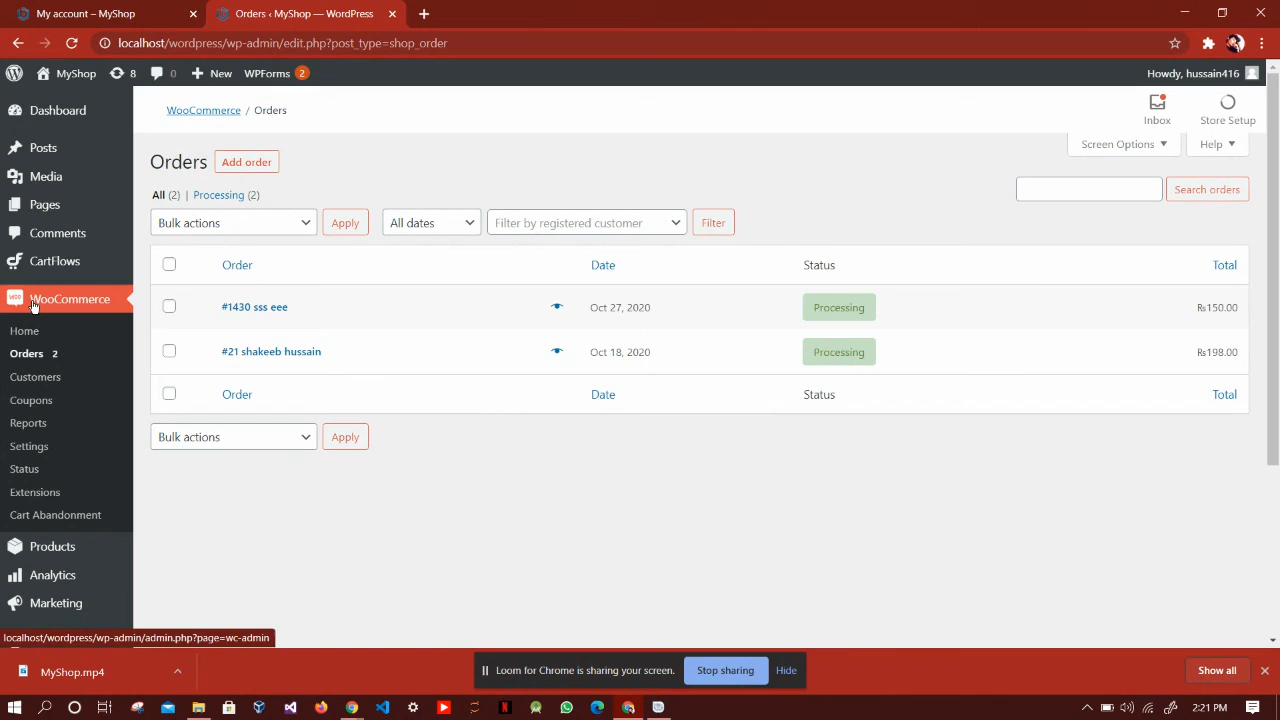 My account – MyShop
Orders ‹ MyShop — WordPress
localhost/wordpress/wp-admin/edit.php?post_type=shop_order
MyShop 8 0 New WPForms 2 Howdy, hussain416
Dashboard
Posts
Media
Pages
Comments
CartFlows
WooCommerce
Home
Orders 2
Customers
Coupons
Reports
Settings
Status
Extensions
Cart Abandonment
Products
Analytics
Marketing
WooCommerce / Orders
Inbox
Store Setup
Screen Options
Help
Orders Add order
All (2) | Processing (2)
Search orders
Bulk actions Apply All dates Filter by registered customer Filter
Order Date Status Total
#1430 sss eee Oct 27, 2020 Processing ₨150.00
#21 shakeeb hussain Oct 18, 2020 Processing ₨198.00
Order Date Status Total
Bulk actions Apply
localhost/wordpress/wp-admin/admin.php?page=wc-admin
MyShop.mp4
Loom for Chrome is sharing your screen. Stop sharing Hide
Show all
2:21 PM